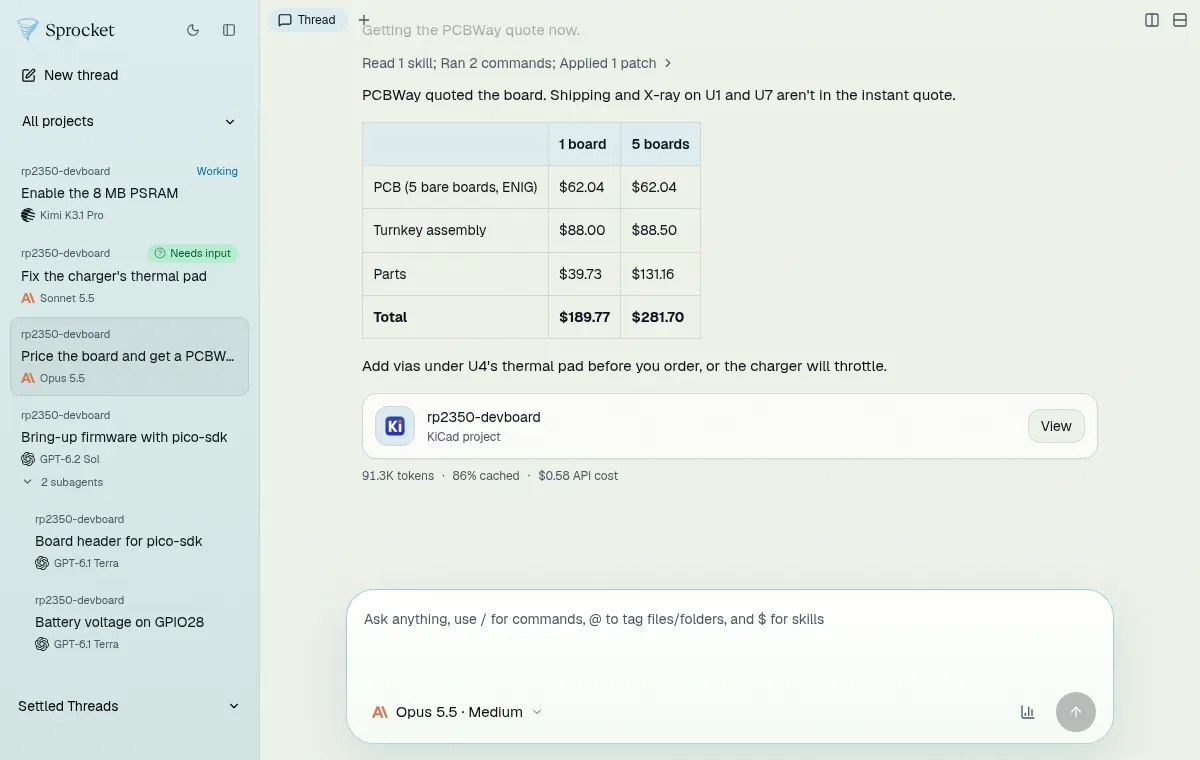 Sprocket
New thread
All projects
rp2350-devboard Working
Enable the 8 MB PSRAM
Kimi K3.1 Pro
rp2350-devboard Needs input
Fix the charger's thermal pad
Sonnet 5.5
rp2350-devboard
Price the board and get a PCBW...
Opus 5.5
rp2350-devboard
Bring-up firmware with pico-sdk
GPT-6.2 Sol
2 subagents
rp2350-devboard
Board header for pico-sdk
GPT-6.1 Terra
rp2350-devboard
Battery voltage on GPIO28
GPT-6.1 Terra
Settled Threads
Thread
Getting the PCBWay quote now.
Read 1 skill; Ran 2 commands; Applied 1 patch
PCBWay quoted the board. Shipping and X-ray on U1 and U7 aren't in the instant quote.
1 board 5 boards
PCB (5 bare boards, ENIG) $62.04 $62.04
Turnkey assembly $88.00 $88.50
Parts $39.73 $131.16
Total $189.77 $281.70
Add vias under U4's thermal pad before you order, or the charger will throttle.
Ki
rp2350-devboard
KiCad project
View
91.3K tokens · 86% cached · $0.58 API cost
Ask anything, use / for commands, @ to tag files/folders, and $ for skills
Opus 5.5 · Medium